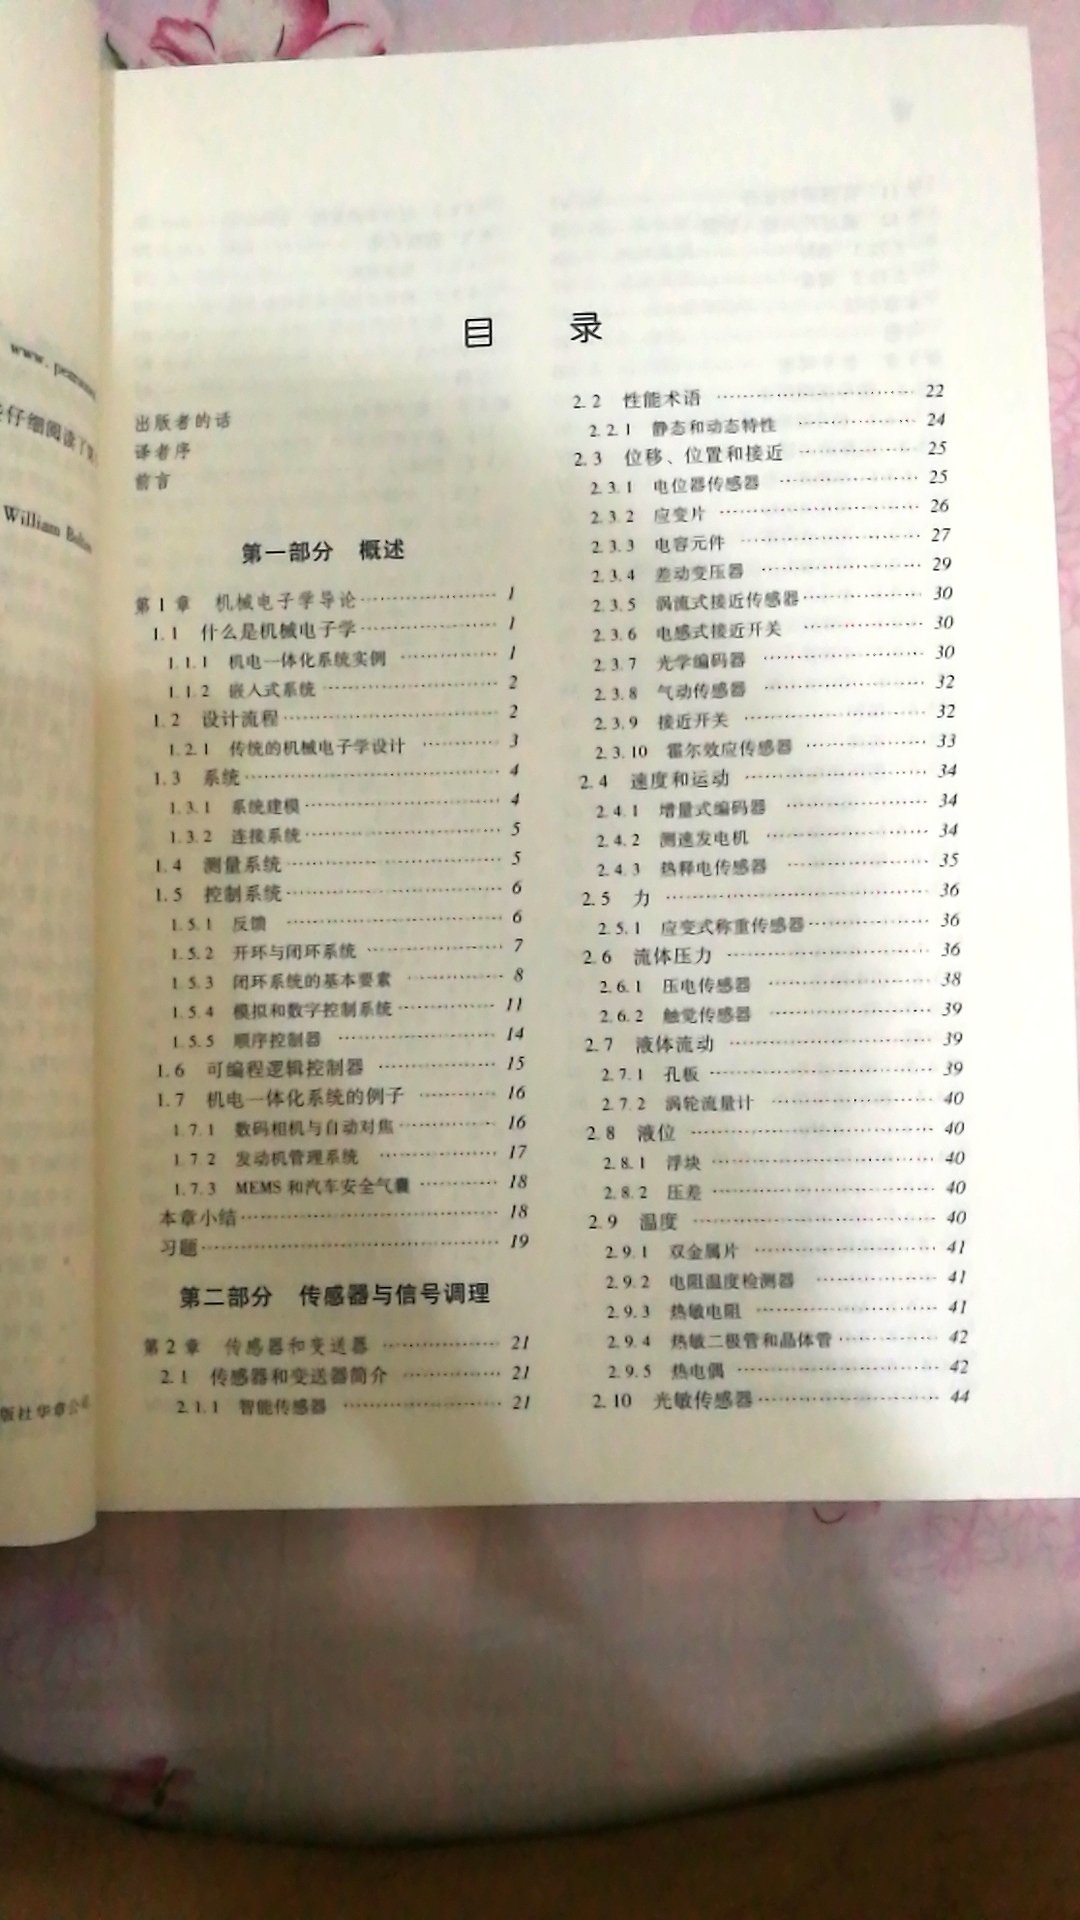 www.
仔细阅读了第
William Bolton
版社华章公司
目 录
出版者的话
译者序
前言
第一部分 概述
第1章 机械电子学导论 1
1.1 什么是机械电子学 1
1.1.1 机电一体化系统实例 1
1.1.2 嵌入式系统 2
1.2 设计流程 2
1.2.1 传统的机械电子学设计 3
1.3 系统 4
1.3.1 系统建模 4
1.3.2 连接系统 5
1.4 测量系统 5
1.5 控制系统 6
1.5.1 反馈 6
1.5.2 开环与闭环系统 7
1.5.3 闭环系统的基本要素 8
1.5.4 模拟和数字控制系统 11
1.5.5 顺序控制器 14
1.6 可编程逻辑控制器 15
1.7 机电一体化系统的例子 16
1.7.1 数码相机与自动对焦 16
1.7.2 发动机管理系统 17
1.7.3 MEMS和汽车安全气囊 18
本章小结 18
习题 19
第二部分 传感器与信号调理
第2章 传感器和变送器 21
2.1 传感器和变送器简介 21
2.1.1 智能传感器 21
2.2 性能术语 22
2.2.1 静态和动态特性 24
2.3 位移、位置和接近 25
2.3.1 电位器传感器 25
2.3.2 应变片 26
2.3.3 电容元件 27
2.3.4 差动变压器 29
2.3.5 涡流式接近传感器 30
2.3.6 电感式接近开关 30
2.3.7 光学编码器 30
2.3.8 气动传感器 32
2.3.9 接近开关 32
2.3.10 霍尔效应传感器 33
2.4 速度和运动 34
2.4.1 增量式编码器 34
2.4.2 测速发电机 34
2.4.3 热释电传感器 35
2.5 力 36
2.5.1 应变式称重传感器 36
2.6 流体压力 36
2.6.1 压电传感器 38
2.6.2 触觉传感器 39
2.7 液体流动 39
2.7.1 孔板 39
2.7.2 涡轮流量计 40
2.8 液位 40
2.8.1 浮块 40
2.8.2 压差 40
2.9 温度 40
2.9.1 双金属片 41
2.9.2 电阻温度检测器 41
2.9.3 热敏电阻 41
2.9.4 热敏二极管和晶体管 42
2.9.5 热电偶 42
2.10 光敏传感器 44